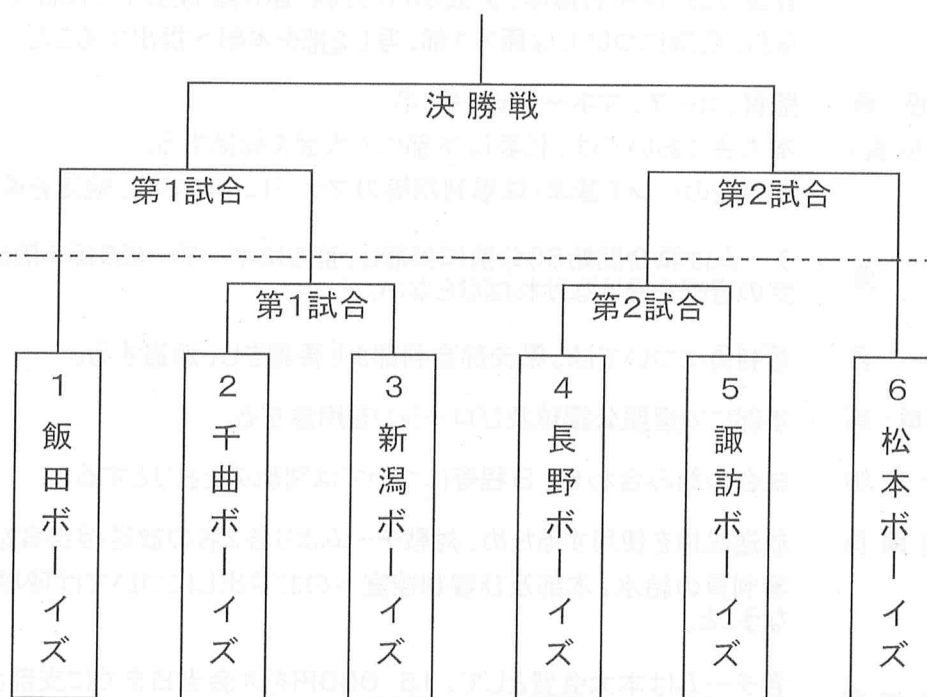 決勝戦
第1試合
第2試合
第1試合
第2試合
1 飯田ボーイズ
2 千曲ボーイズ
3 新潟ボーイズ
4 長野ボーイズ
5 諏訪ボーイズ
6 松本ボーイズ